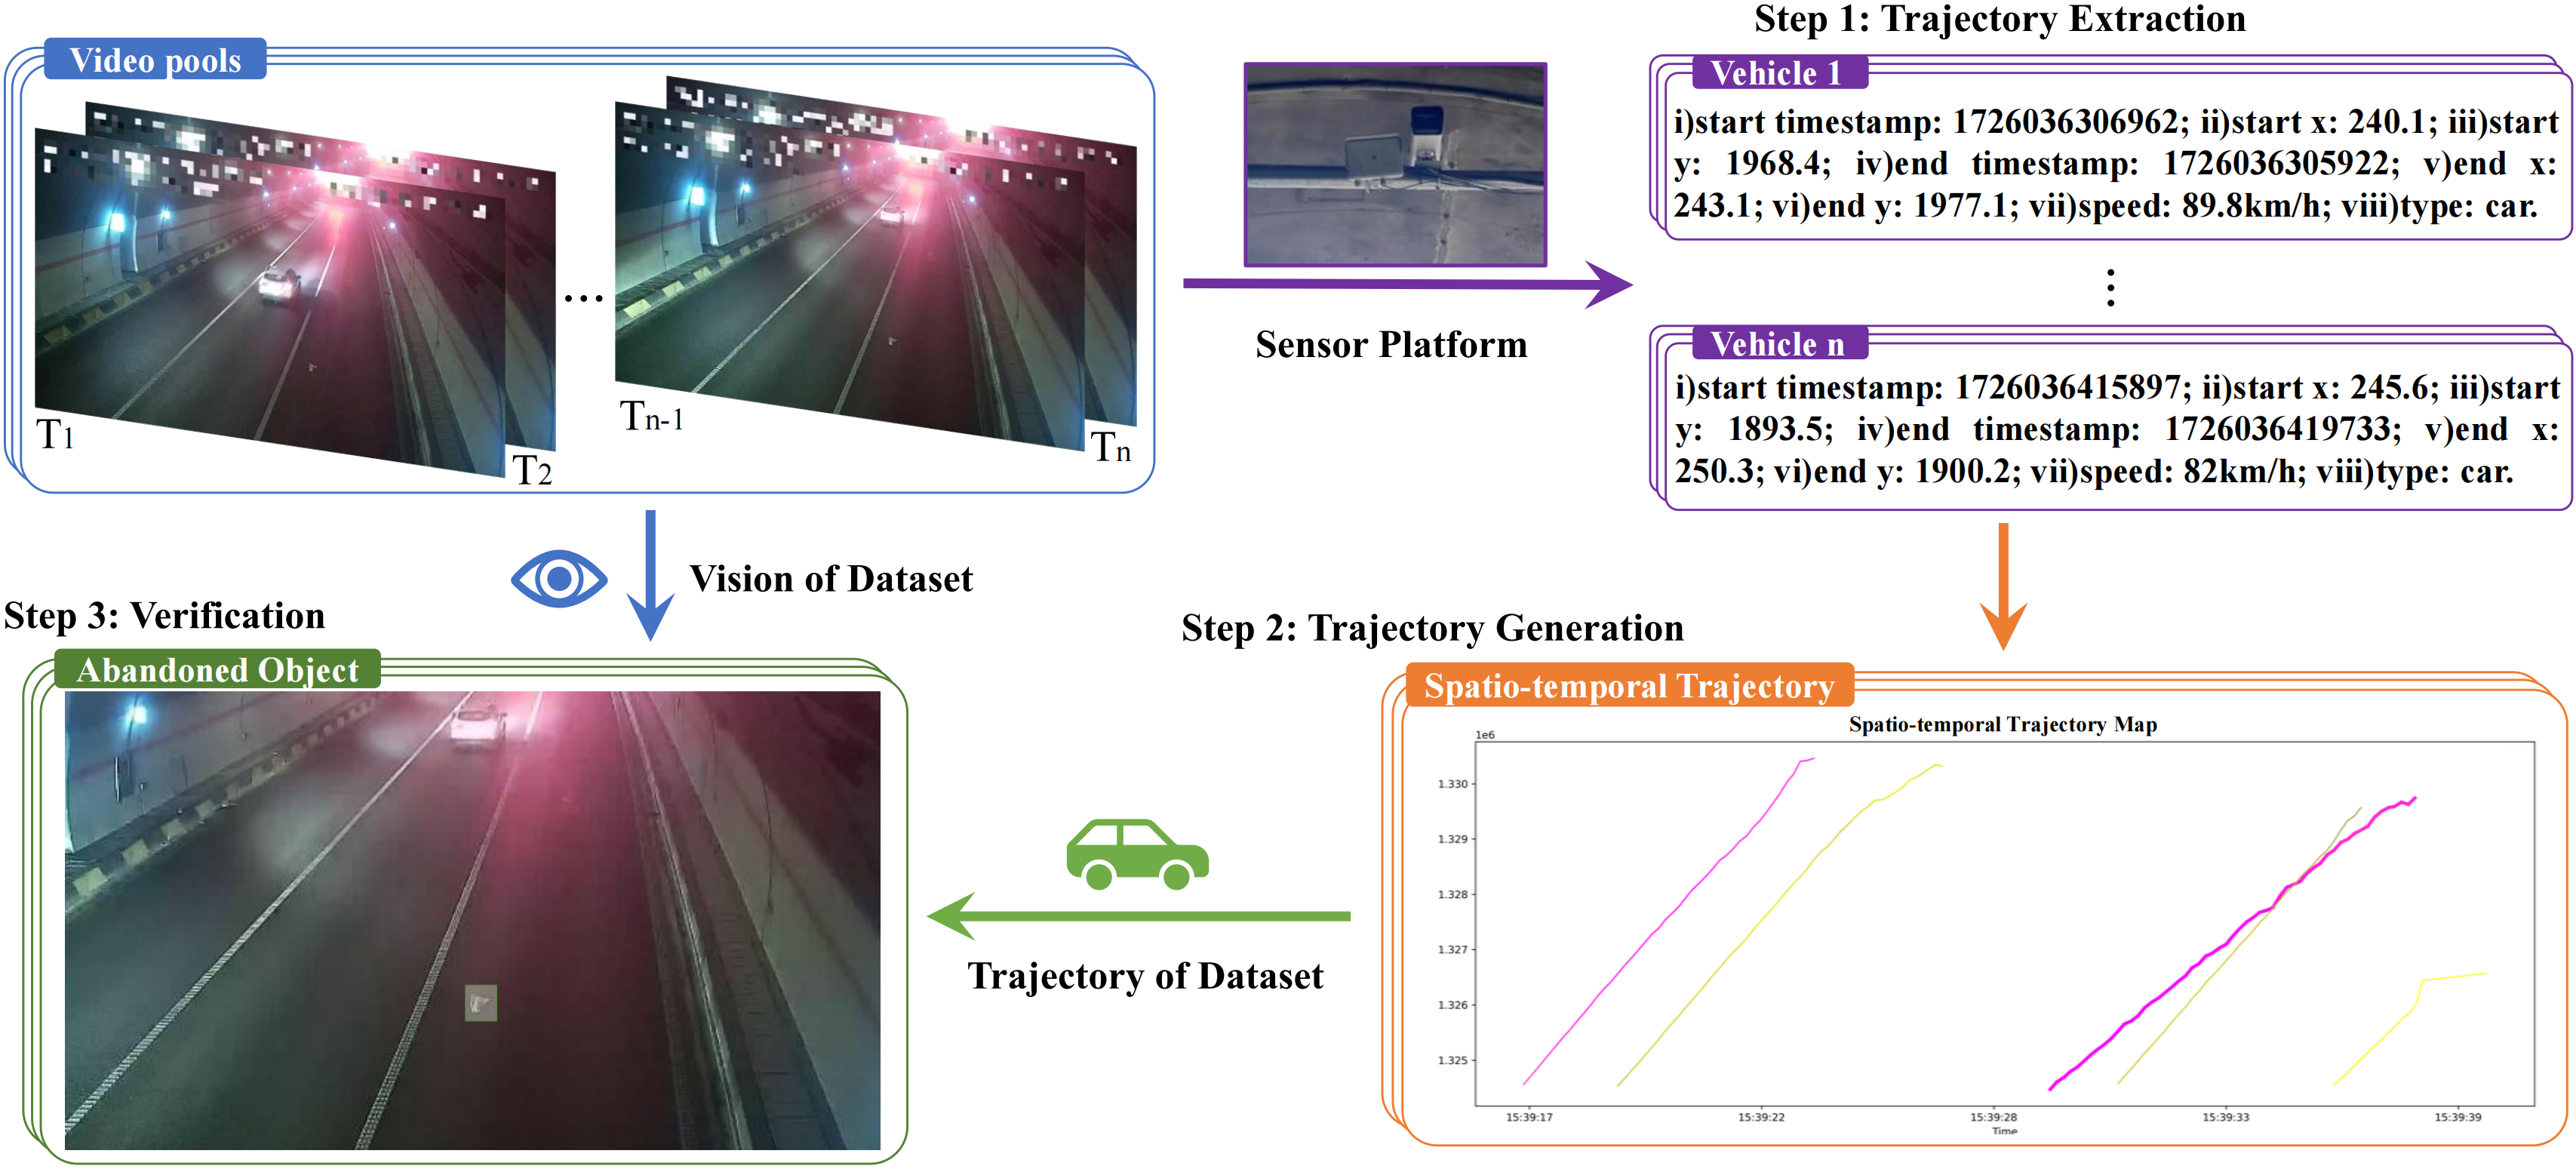 Step 1: Trajectory Extraction
Video pools
T1
T2
...
Tn-1
Tn
Sensor Platform
Vehicle 1
i)start timestamp: 1726036306962; ii)start x: 240.1; iii)start
y: 1968.4; iv)end timestamp: 1726036305922; v)end x:
243.1; vi)end y: 1977.1; vii)speed: 89.8km/h; viii)type: car.
⋮
Vehicle n
i)start timestamp: 1726036415897; ii)start x: 245.6; iii)start
y: 1893.5; iv)end timestamp: 1726036419733; v)end x:
250.3; vi)end y: 1900.2; vii)speed: 82km/h; viii)type: car.
Vision of Dataset
Step 3: Verification
Abandoned Object
Step 2: Trajectory Generation
Trajectory of Dataset
Spatio-temporal Trajectory
Spatio-temporal Trajectory Map
1e6
1.330
1.329
1.328
1.327
1.326
1.325
15:39:17 15:39:22 15:39:28 15:39:33 15:39:39
Time